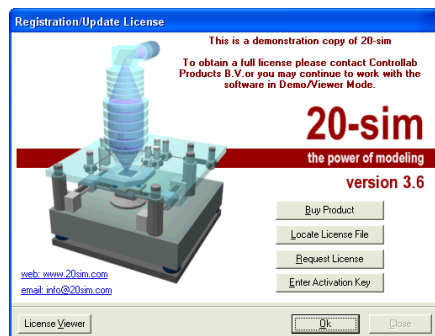 Registration/Update License
This is a demonstration copy of 20-sim
To obtain a full license please contact Controllab
Products B.V.or you may continue to work with the
software in Demo/Viewer Mode.
20-sim
the power of modeling
version 3.6
Buy Product
Locate License File
Request License
Enter Activation Key
web: www.20sim.com
email: info@20sim.com
License Viewer
Ok
Close